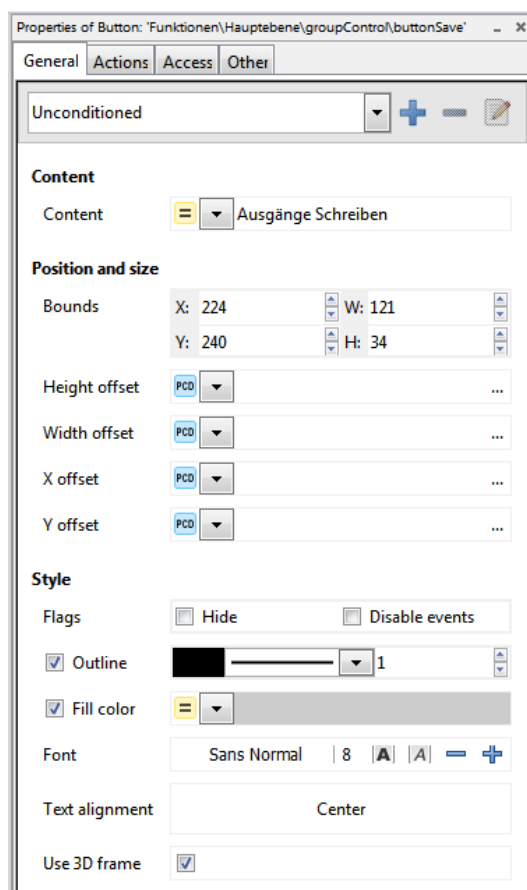 Properties of Button: 'Funktionen\Hauptebene\groupControl\buttonSave'
General Actions Access Other
Unconditioned
Content
Content = Ausgänge Schreiben
Position and size
Bounds X: 224 W: 121
Y: 240 H: 34
Height offset PCD ...
Width offset PCD ...
X offset PCD ...
Y offset PCD ...
Style
Flags Hide Disable events
Outline 1
Fill color =
Font Sans Normal 8 A A
Text alignment Center
Use 3D frame